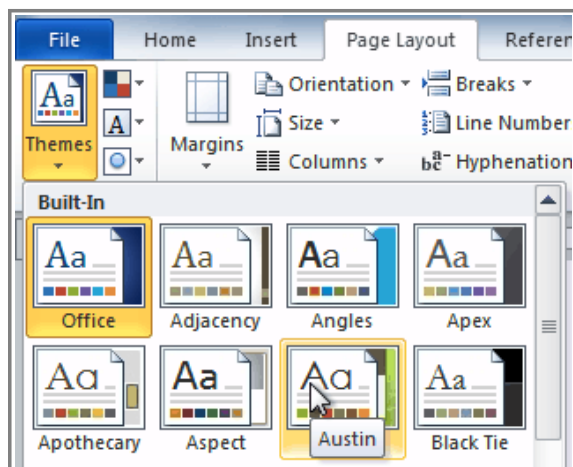 File Home Insert Page Layout Referen
Aa Orientation Breaks
A Size Line Number
Themes Margins Columns bc a- Hyphenation
Built-In
Aa Aa Aa Aa
Office Adjacency Angles Apex
Aa Aa Aa Aa
Apothecary Aspect Austin Black Tie